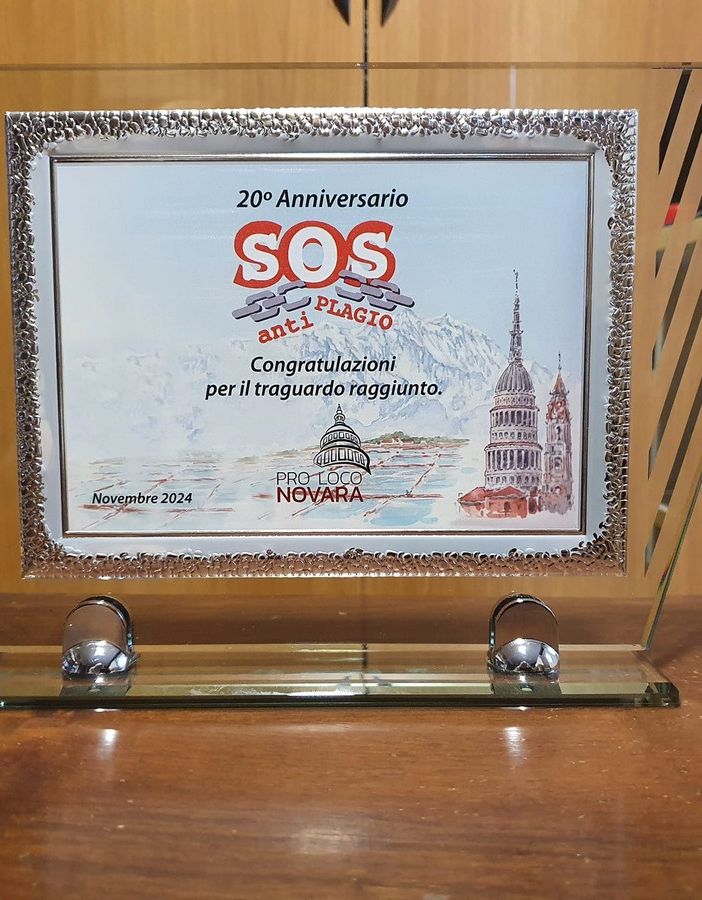 20º Anniversario
SOS
anti PLAGIO
Congratulazioni
per il traguardo raggiunto.
PRO LOCO
NOVARA
Novembre 2024